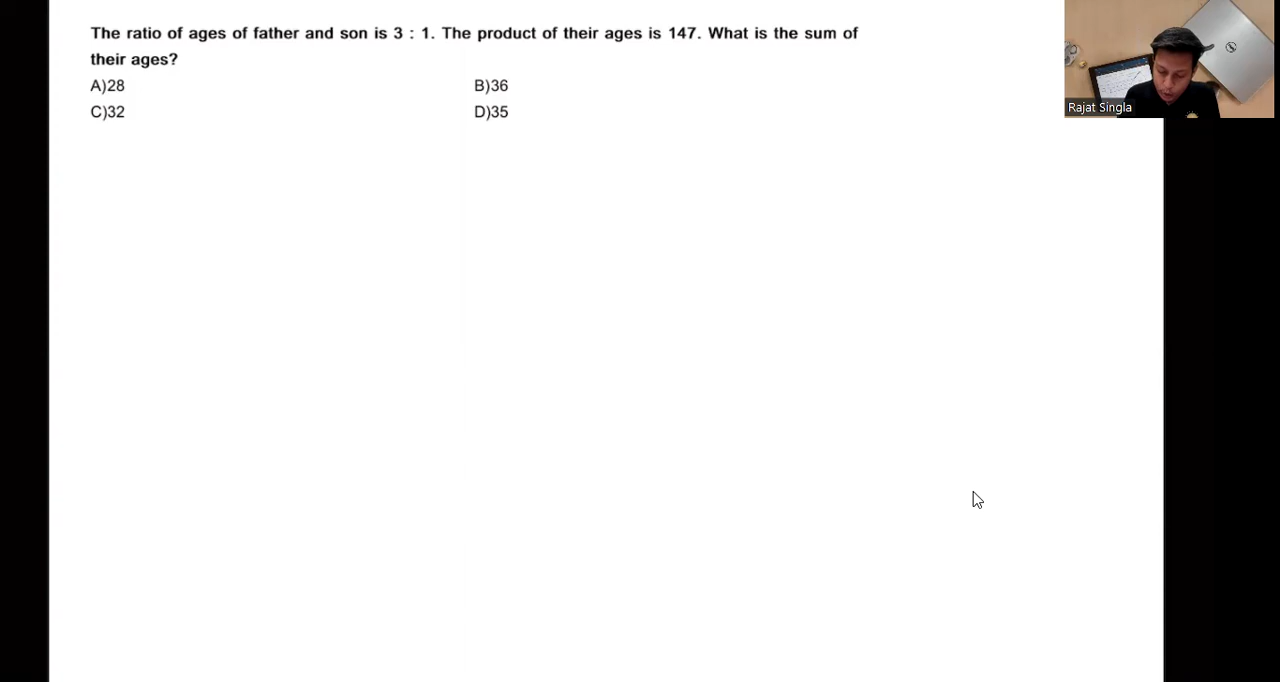 The ratio of ages of father and son is 3 : 1. The product of their ages is 147. What is the sum of
their ages?
A)28 B)36
C)32 D)35
Rajat Singla